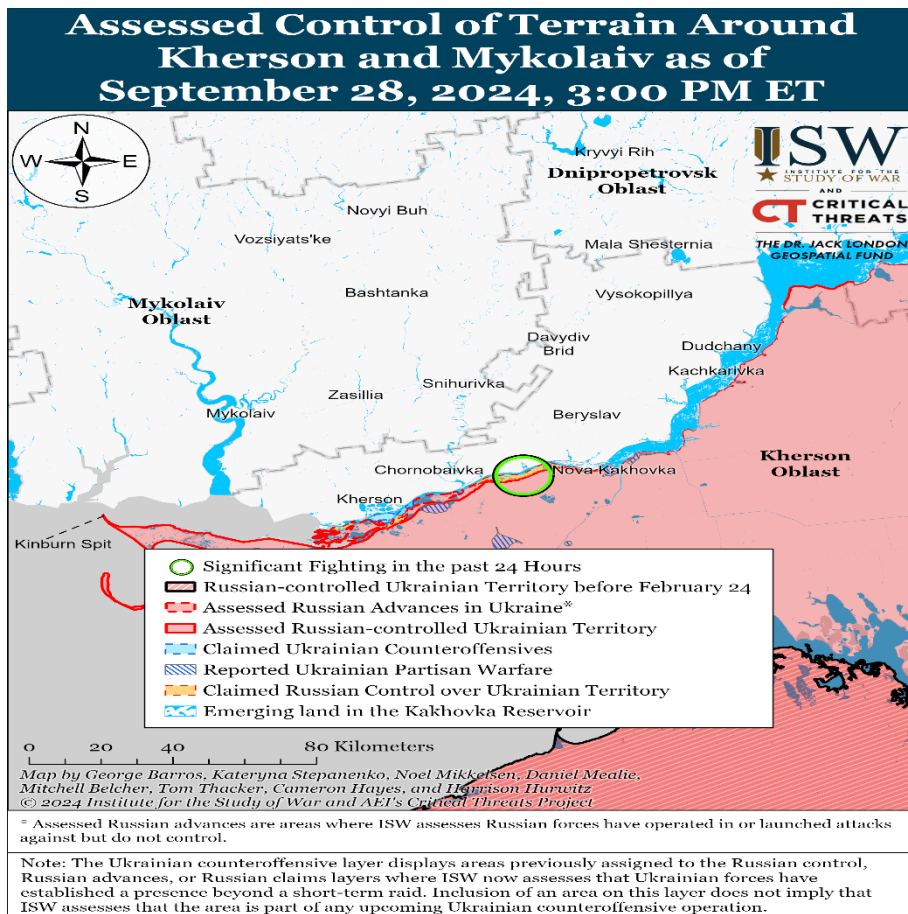 Assessed Control of Terrain Around
Kherson and Mykolaiv as of
September 28, 2024, 3:00 PM ET
N
W
E
S
ISW
INSTITUTE FOR THE
STUDY OF WAR
AND
CT CRITICAL
THREATS
THE DR. JACK LONDON
GEOSPATIAL FUND
Kryvyi Rih
Dnipropetrovsk
Oblast
Novyi Buh
Vozsiyats'ke
Mala Shesternia
Bashtanka
Vysokopillya
Mykolaiv
Oblast
Davydiv
Brid
Dudchany
Kachkarivka
Snihurivka
Zasillia
Mykolaiv
Beryslav
Kherson
Oblast
Chornobaivka
Nova Kakhovka
Kherson
Kinburn Spit
Significant Fighting in the past 24 Hours
Russian-controlled Ukrainian Territory before February 24
Assessed Russian Advances in Ukraine*
Assessed Russian-controlled Ukrainian Territory
Claimed Ukrainian Counteroffensives
Reported Ukrainian Partisan Warfare
Claimed Russian Control over Ukrainian Territory
Emerging land in the Kakhovka Reservoir
0 20 40 80 Kilometers
Map by George Barros, Kateryna Stepanenko, Noel Mikkelsen, Daniel Mealie,
Mitchell Belcher, Tom Thacker, Cameron Hayes, and Harrison Hurwitz
© 2024 Institute for the Study of War and AEI's Critical Threats Project
* Assessed Russian advances are areas where ISW assesses Russian forces have operated in or launched attacks
against but do not control.
Note: The Ukrainian counteroffensive layer displays areas previously assigned to the Russian control,
Russian advances, or Russian claims layers where ISW now assesses that Ukrainian forces have
established a presence beyond a short-term raid. Inclusion of an area on this layer does not imply that
ISW assesses that the area is part of any upcoming Ukrainian counteroffensive operation.